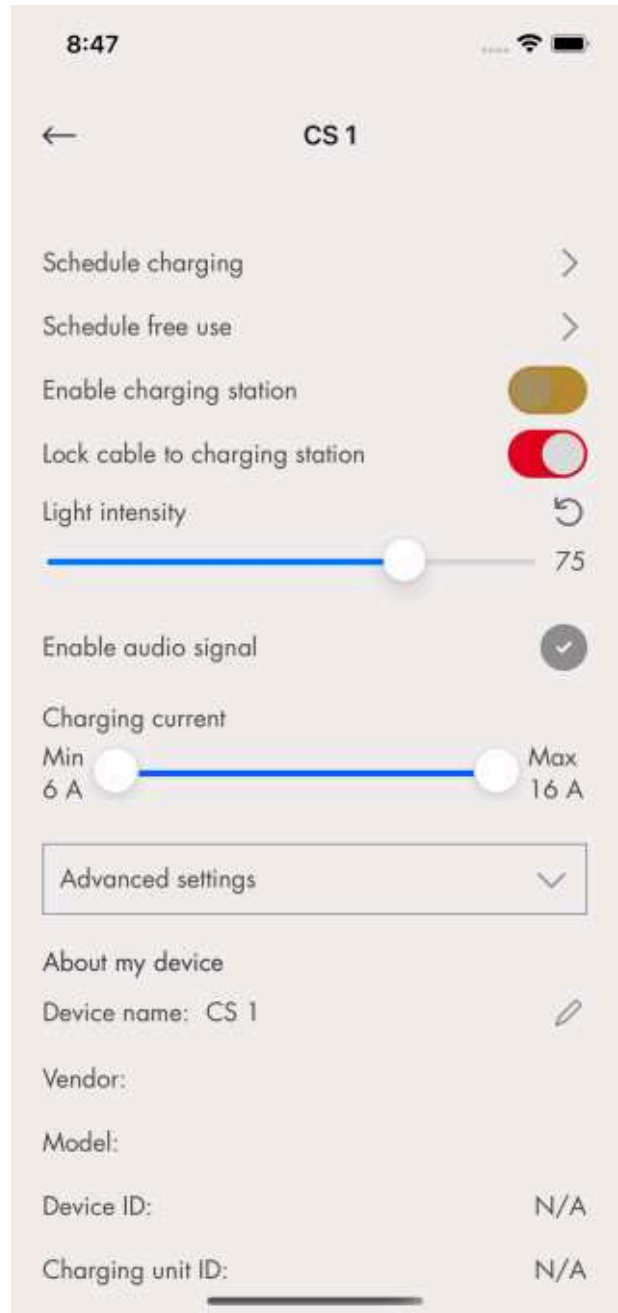 8:47
CS 1
Schedule charging
Schedule free use
Enable charging station
Lock cable to charging station
Light intensity
75
Enable audio signal
Charging current
Min Max
6 A 16 A
Advanced settings
About my device
Device name: CS 1
Vendor:
Model:
Device ID: N/A
Charging unit ID: N/A